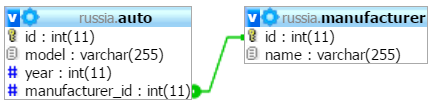 russia.auto
id : int(11)
model : varchar(255)
year : int(11)
manufacturer_id : int(11)
russia.manufacturer
id : int(11)
name : varchar(255)